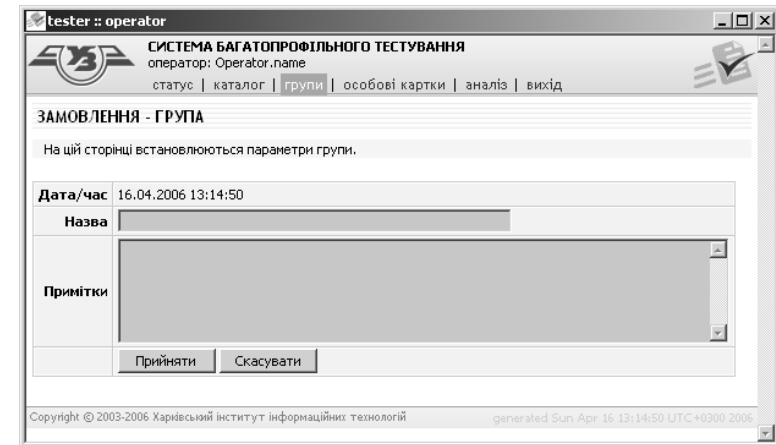 tester :: operator
СИСТЕМА БАГАТОПРОФІЛЬНОГО ТЕСТУВАННЯ
УЗ
оператор: Operator.name
статус | каталог | групи | особові картки | аналіз | вихід
ЗАМОВЛЕННЯ - ГРУПА
На цій сторінці встановлюються параметри групи.
Дата/час 16.04.2006 13:14:50
Назва
Примітки
Прийняти Скасувати
Copyright © 2003-2006 Харківський інститут інформаційних технологій generated Sun Apr 16 13:14:50 UTC+0300 2006